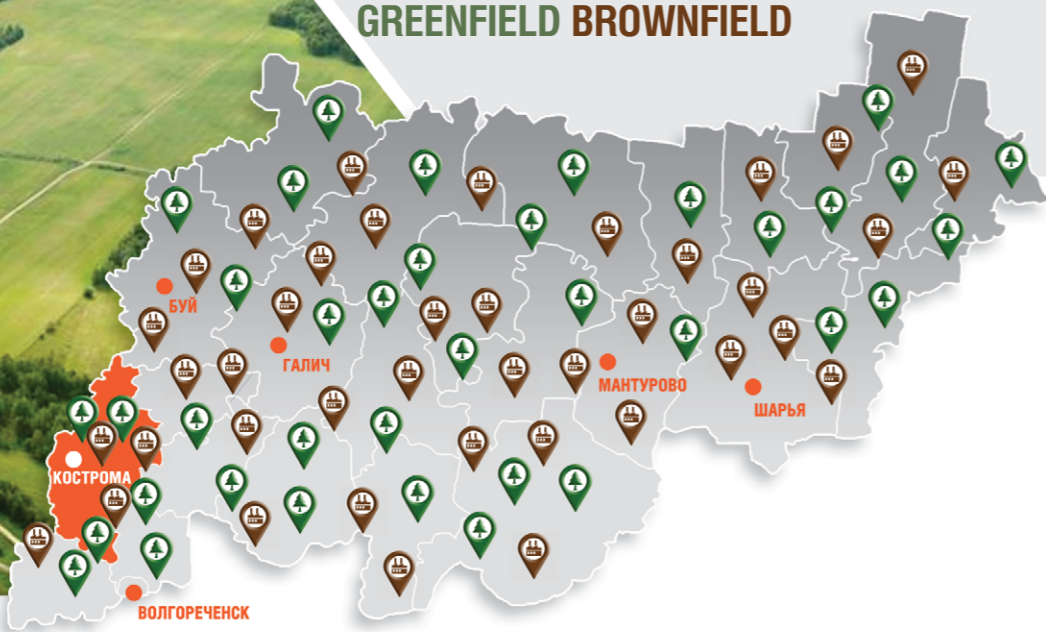 GREENFIELD BROWNFIELD
БУЙ
ГАЛИЧ
МАНТУРОВО
ШАРЬЯ
КОСТРОМА
ВОЛГОРЕЧЕНСК